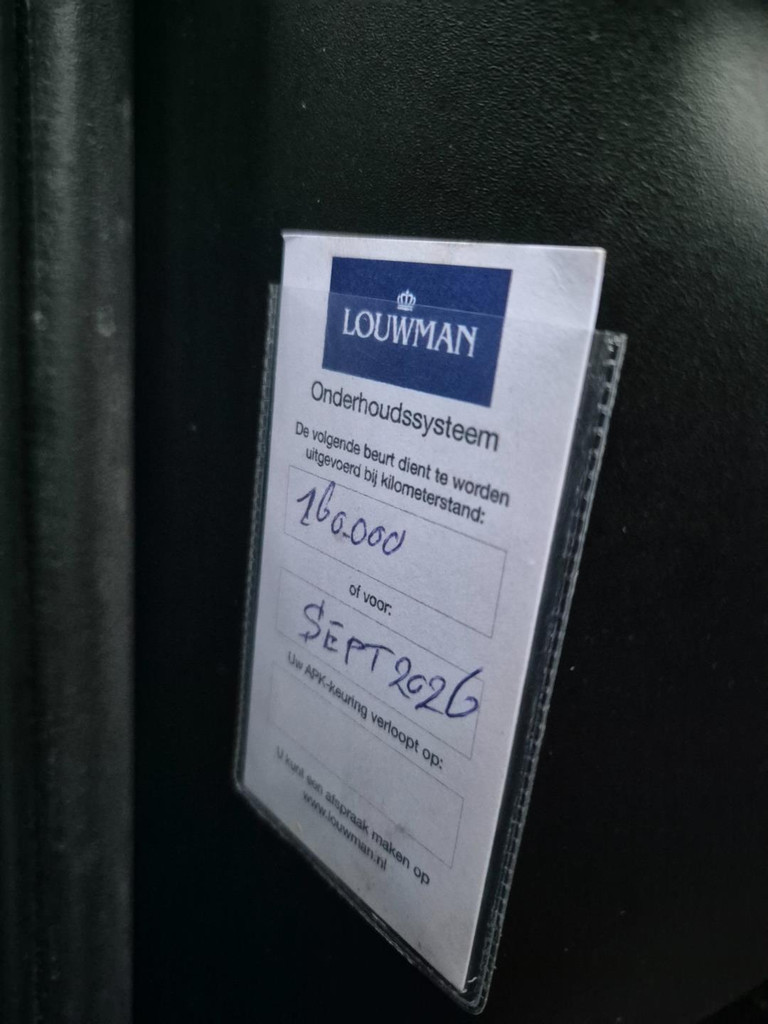 LOUWMAN
Onderhoudssysteem
De volgende beurt dient te worden
uitgevoerd bij kilometerstand:
160.000
of voor:
SEPT 2026
Uw APK-keuring verloopt op:
U kunt een afspraak maken op
www.louwman.nl